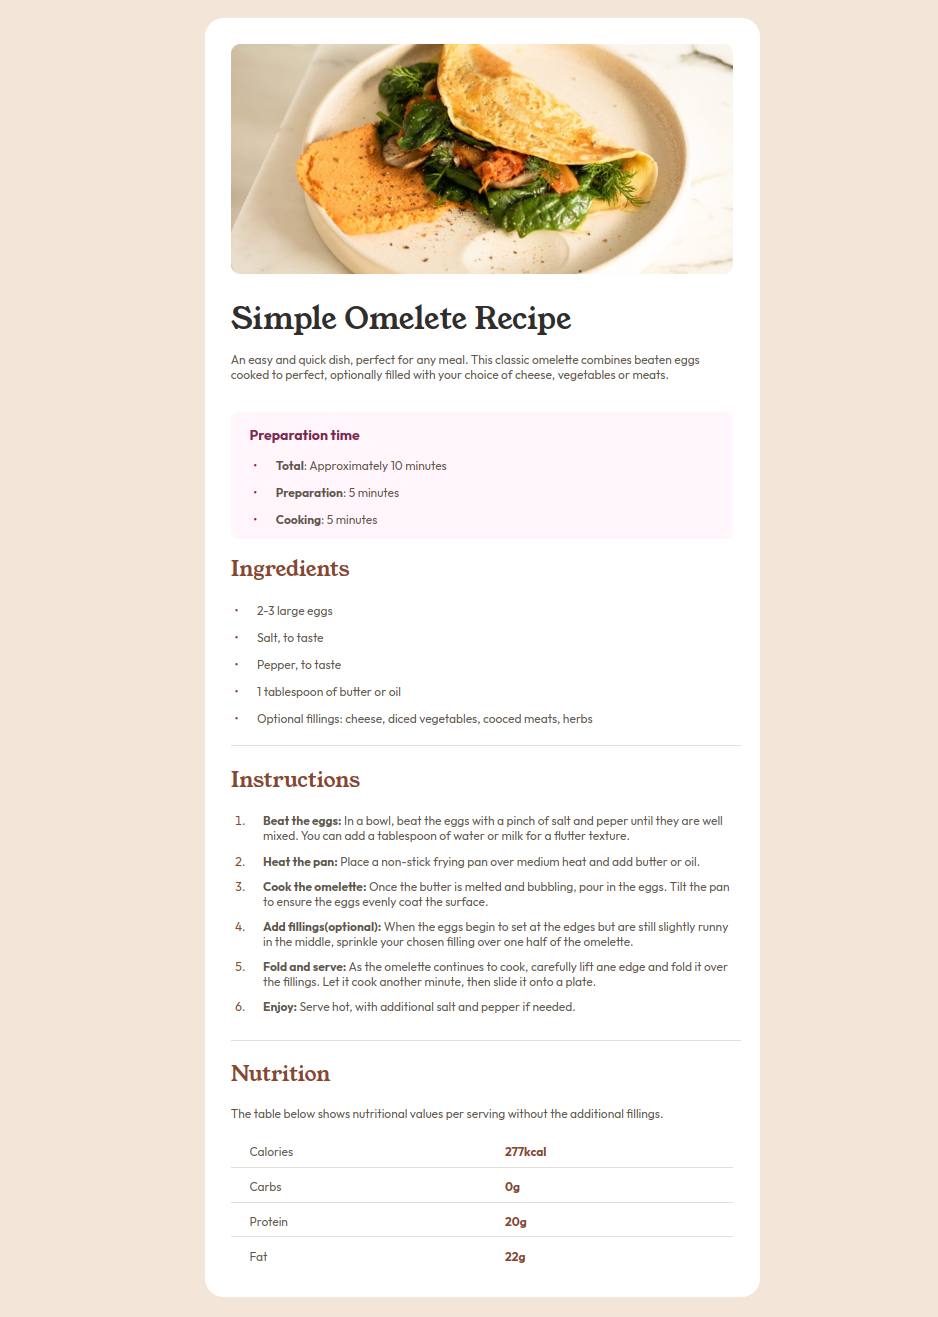 Simple Omelete Recipe
An easy and quick dish, perfect for any meal. This classic omelette combines beaten eggs
cooked to perfect, optionally filled with your choice of cheese, vegetables or meats.
Preparation time
• Total: Approximately 10 minutes
• Preparation: 5 minutes
• Cooking: 5 minutes
Ingredients
• 2-3 large eggs
• Salt, to taste
• Pepper, to taste
• 1 tablespoon of butter or oil
• Optional fillings: cheese, diced vegetables, cooced meats, herbs
Instructions
1. Beat the eggs: In a bowl, beat the eggs with a pinch of salt and peper until they are well
mixed. You can add a tablespoon of water or milk for a flutter texture.
2. Heat the pan: Place a non-stick frying pan over medium heat and add butter or oil.
3. Cook the omelette: Once the butter is melted and bubbling, pour in the eggs. Tilt the pan
to ensure the eggs evenly coat the surface.
4. Add fillings(optional): When the eggs begin to set at the edges but are still slightly runny
in the middle, sprinkle your chosen filling over one half of the omelette.
5. Fold and serve: As the omelette continues to cook, carefully lift ane edge and fold it over
the fillings. Let it cook another minute, then slide it onto a plate.
6. Enjoy: Serve hot, with additional salt and pepper if needed.
Nutrition
The table below shows nutritional values per serving without the additional fillings.
Calories 277kcal
Carbs 0g
Protein 20g
Fat 22g